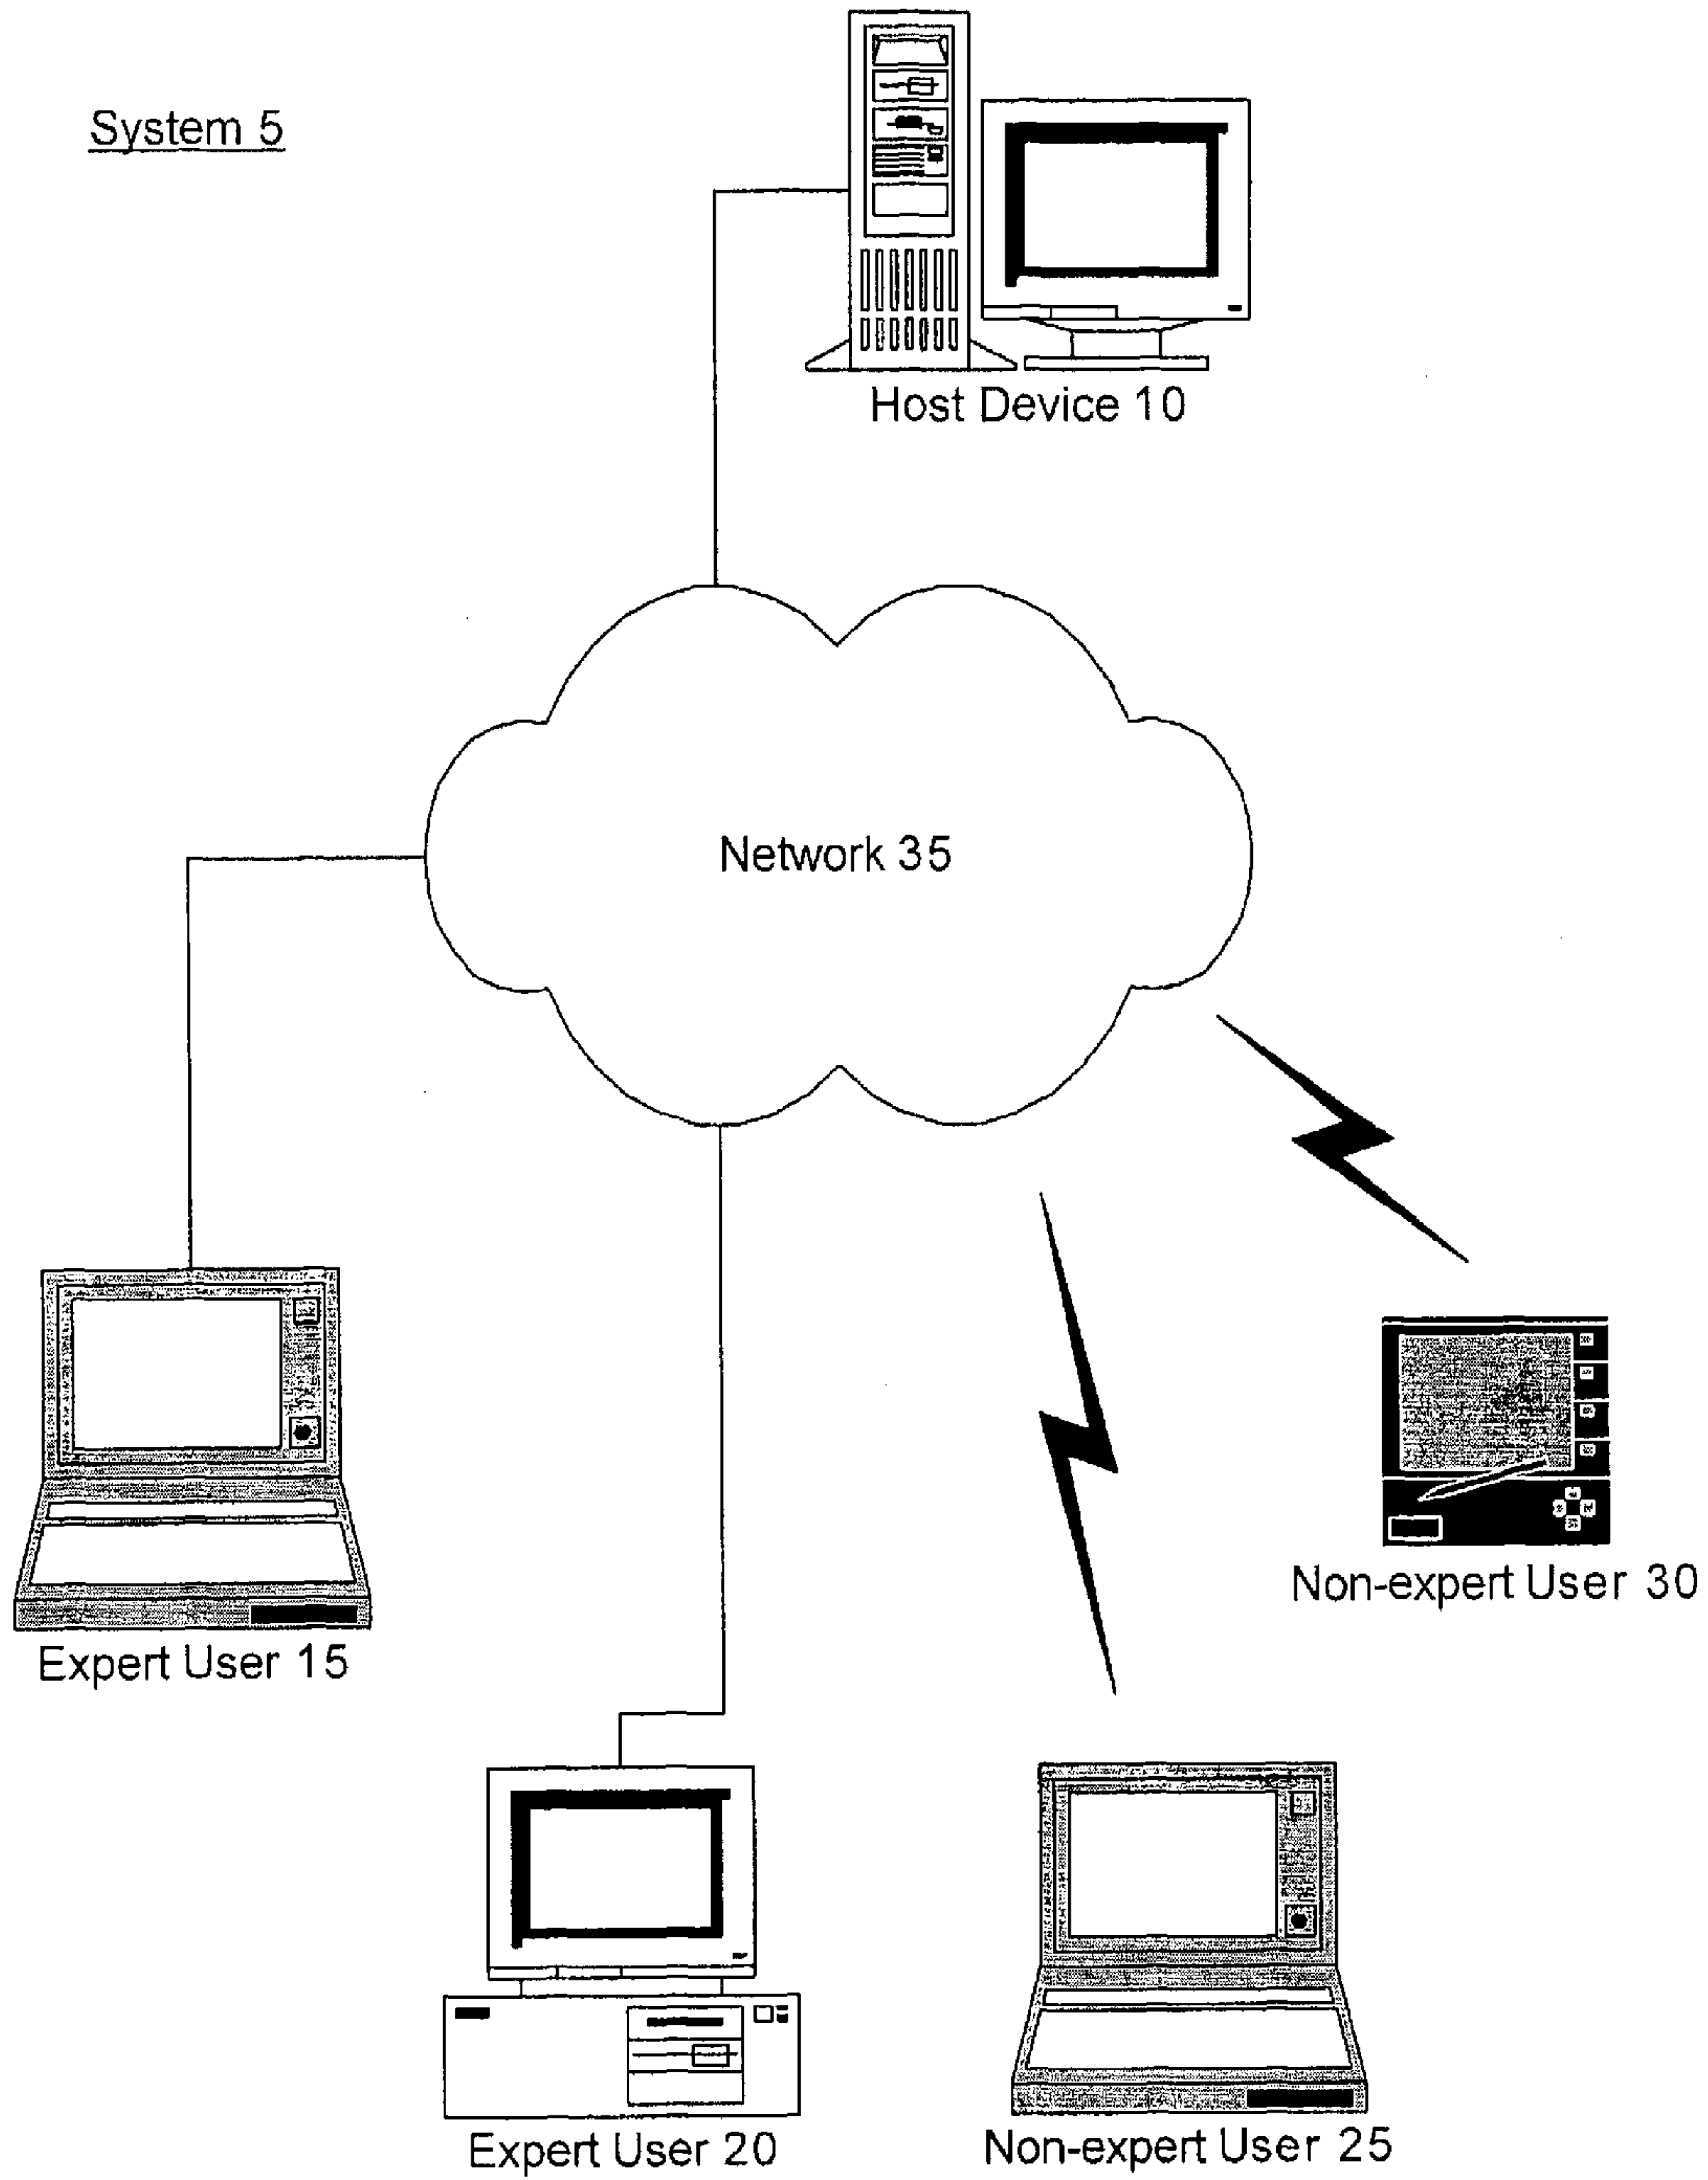 System 5
Host Device 10
Network 35
Non-expert User 30
Expert User 15
Expert User 20
Non-expert User 25